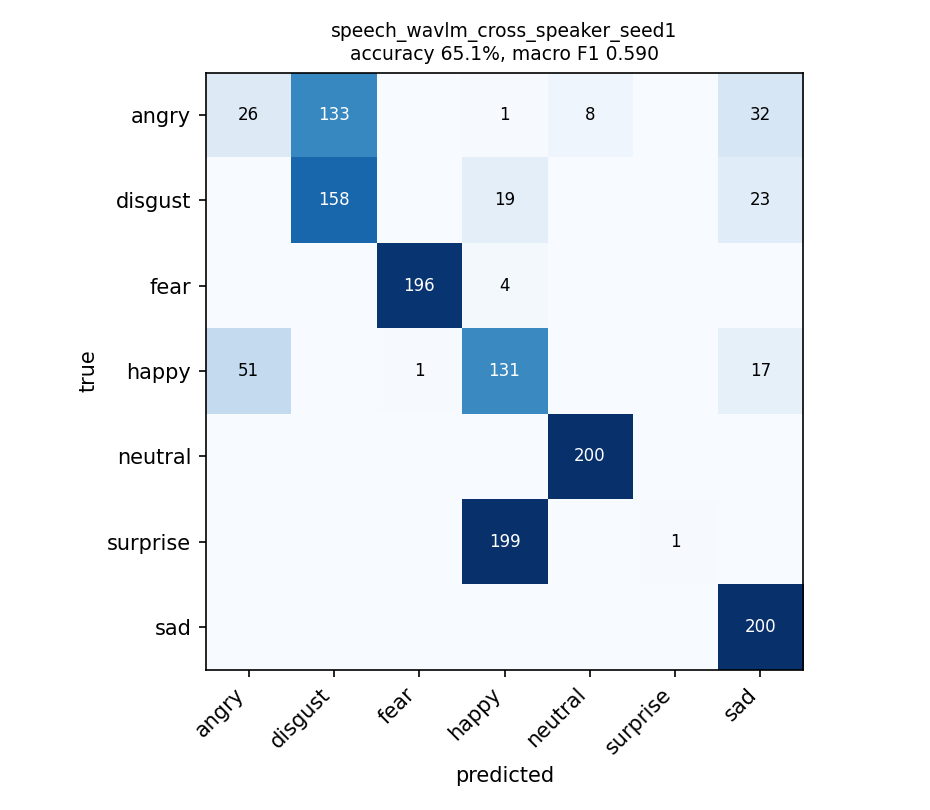 speech_wavlm_cross_speaker_seed1
accuracy 65.1%, macro F1 0.590
angry 26 133 1 8 32
disgust 158 19 23
fear 196 4
happy 51 1 131 17
neutral 200
surprise 199 1
sad 200
true
angry disgust fear happy neutral surprise sad
predicted